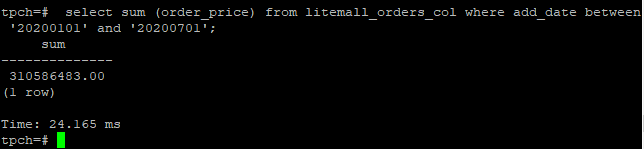 tpch=#  select sum (order_price) from litemall_orders_col where add_date between
 '20200101' and '20200701';
     sum
--------------
 310586483.00
(1 row)

Time: 24.165 ms
tpch=#